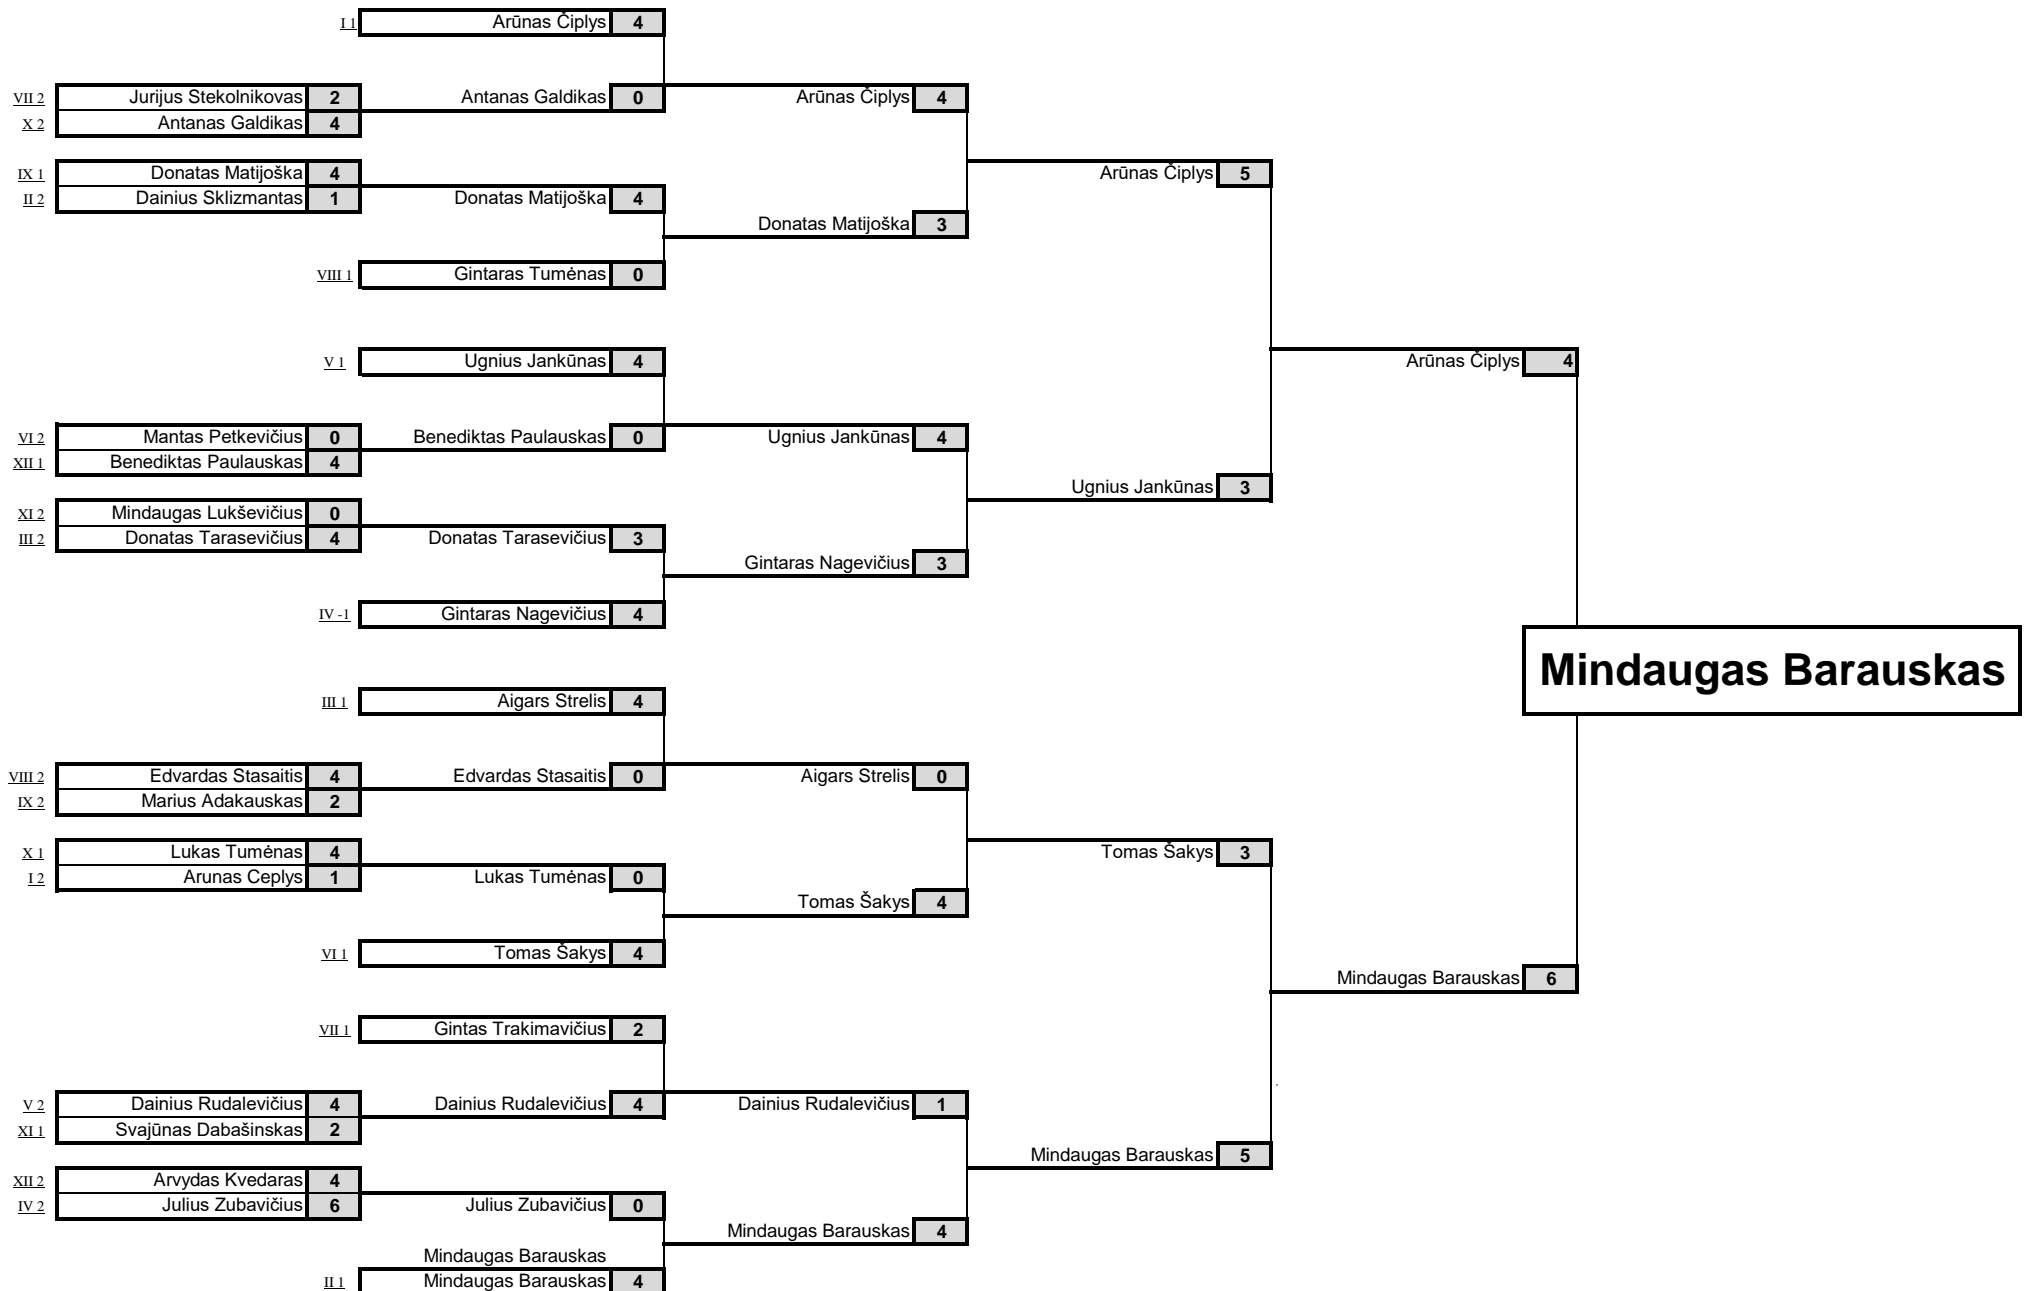 I 1 Arūnas Čiplys 4
VII 2 Jurijus Stekolnikovas 2 Antanas Galdikas 0 Arūnas Čiplys 4
X 2 Antanas Galdikas 4
IX 1 Donatas Matijoška 4 Arūnas Čiplys 5
II 2 Dainius Sklizmantas 1 Donatas Matijoška 4
Donatas Matijoška 3
VIII 1 Gintaras Tumėnas 0
V 1 Ugnius Jankūnas 4 Arūnas Čiplys 4
VI 2 Mantas Petkevičius 0 Benediktas Paulauskas 0 Ugnius Jankūnas 4
XII 1 Benediktas Paulauskas 4
Ugnius Jankūnas 3
XI 2 Mindaugas Lukševičius 0
III 2 Donatas Tarasevičius 4 Donatas Tarasevičius 3
Gintaras Nagevičius 3
IV -1 Gintaras Nagevičius 4
Mindaugas Barauskas
III 1 Aigars Strelis 4
VIII 2 Edvardas Stasaitis 4 Edvardas Stasaitis 0 Aigars Strelis 0
IX 2 Marius Adakauskas 2
X 1 Lukas Tumėnas 4 Tomas Šakys 3
I 2 Arunas Ceplys 1 Lukas Tumėnas 0
Tomas Šakys 4
VI 1 Tomas Šakys 4
Mindaugas Barauskas 6
VII 1 Gintas Trakimavičius 2
V 2 Dainius Rudalevičius 4 Dainius Rudalevičius 4 Dainius Rudalevičius 1
XI 1 Svajūnas Dabašinskas 2
Mindaugas Barauskas 5
XII 2 Arvydas Kvedaras 4
IV 2 Julius Zubavičius 6 Julius Zubavičius 0
Mindaugas Barauskas 4
Mindaugas Barauskas
II 1 Mindaugas Barauskas 4